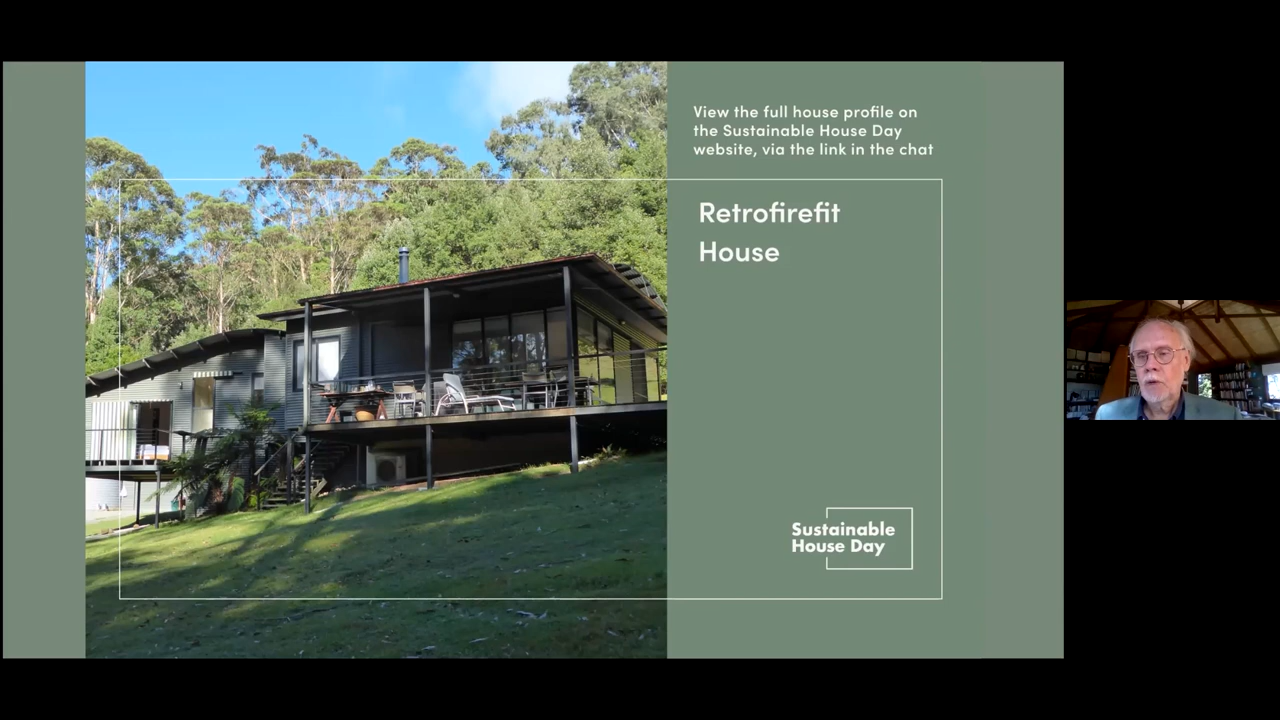 View the full house profile on
the Sustainable House Day
website, via the link in the chat
Retrofirefit
House
Sustainable
House Day